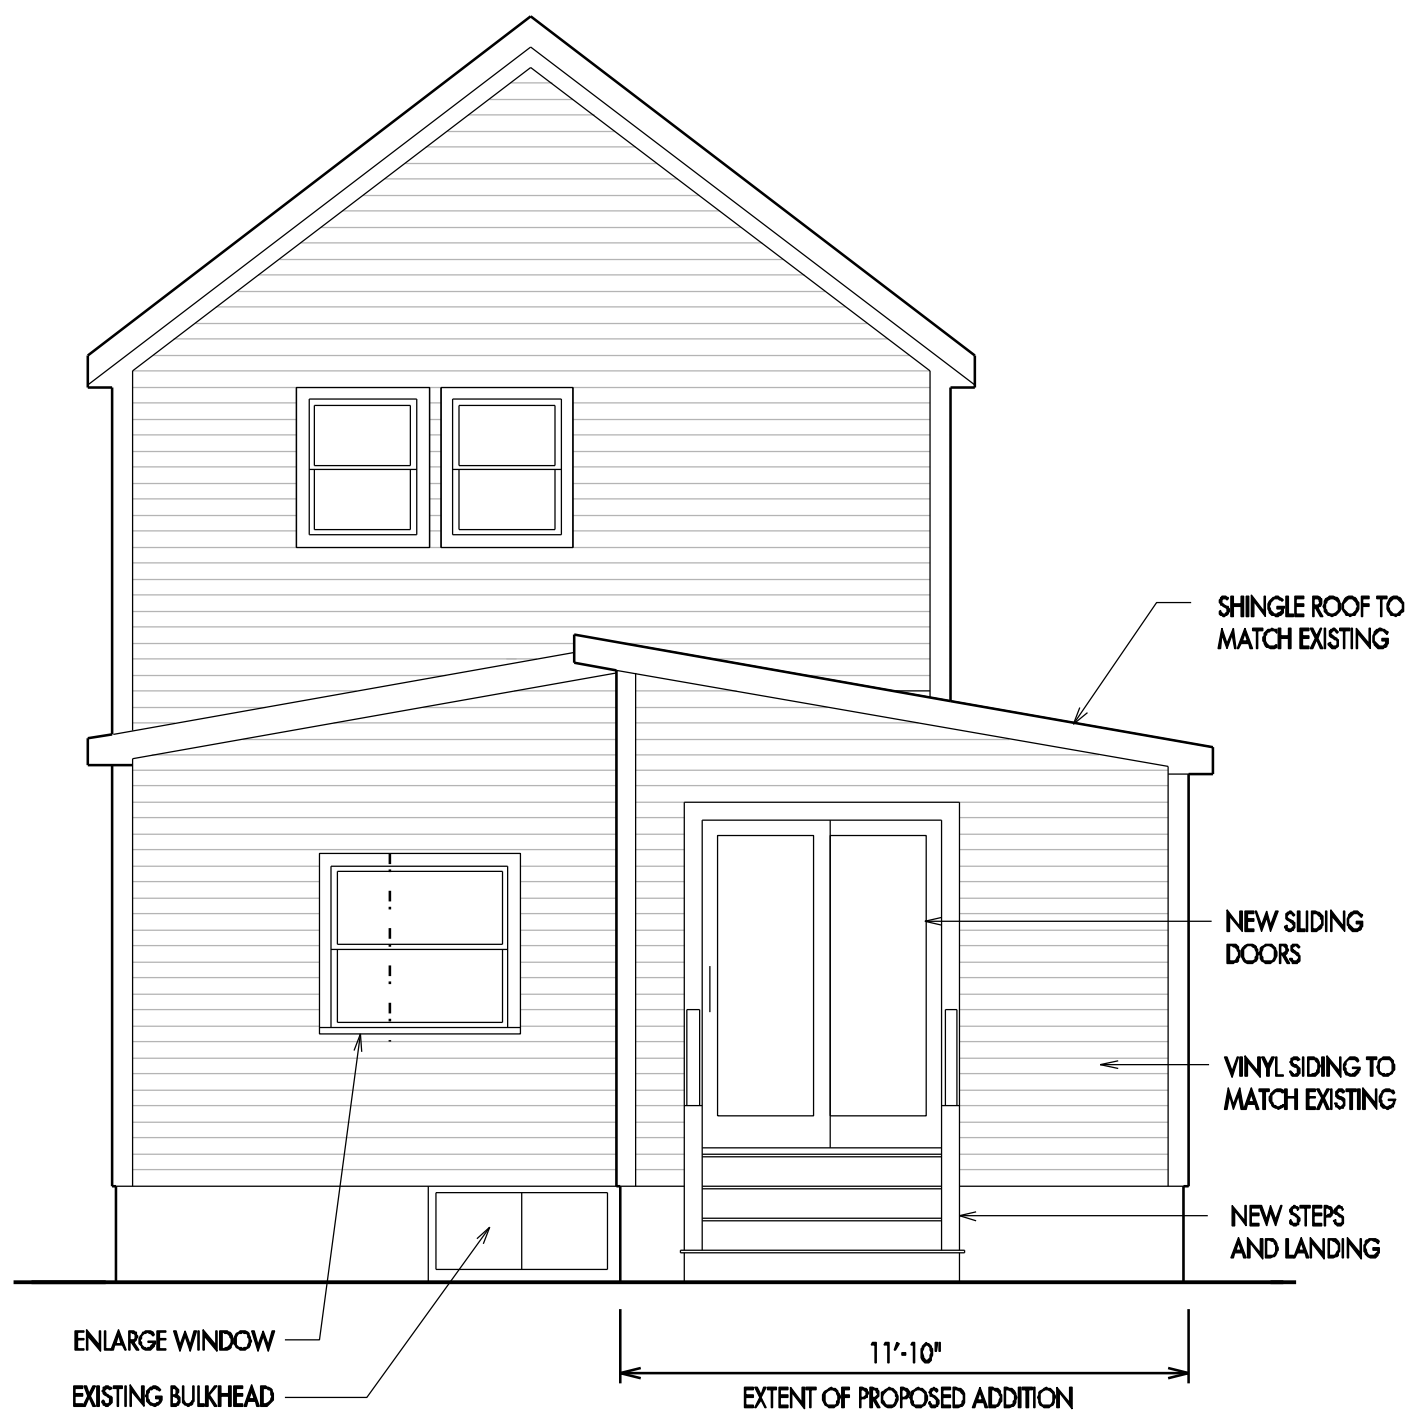 SHINGLE ROOF TO
MATCH EXISTING
NEW SLIDING
DOORS
VINYL SIDING TO
MATCH EXISTING
NEW STEPS
AND LANDING
ENLARGE WINDOW
EXISTING BULKHEAD
11'-10"
EXTENT OF PROPOSED ADDITION